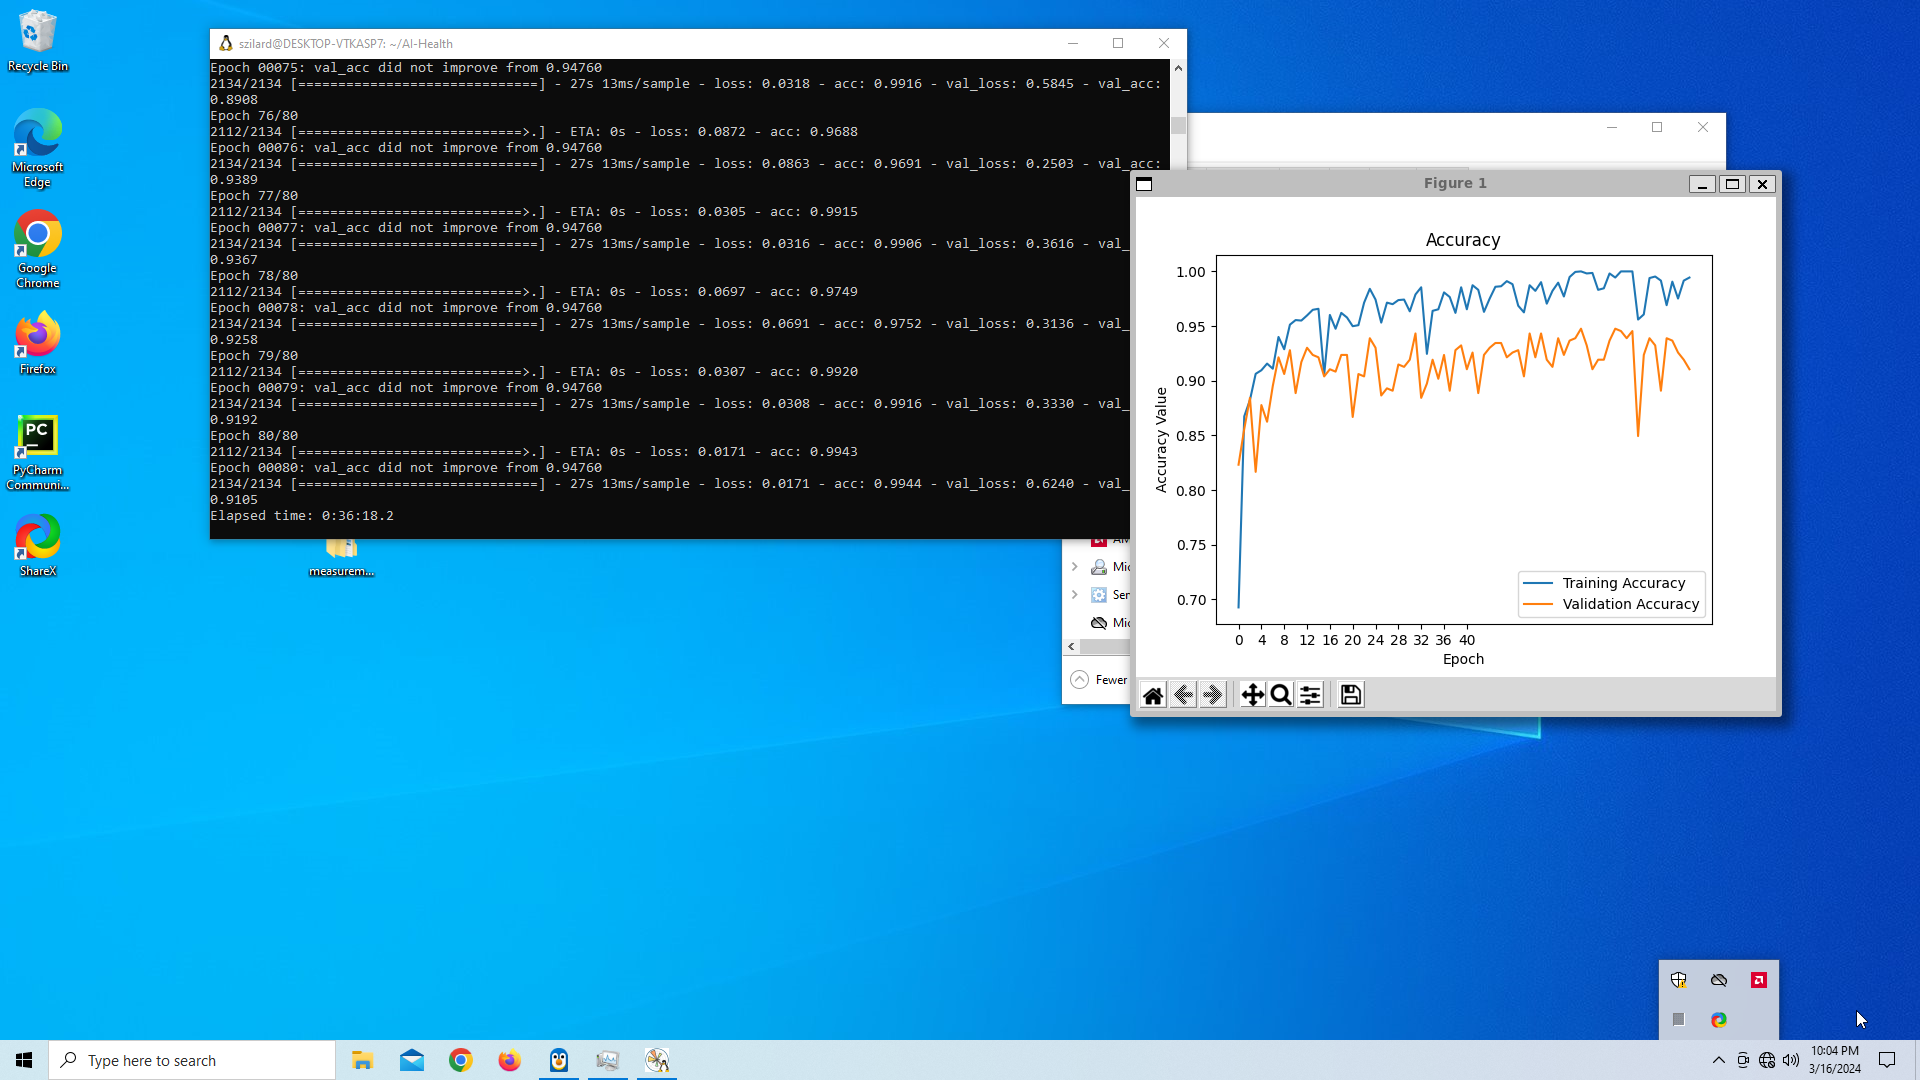 Recycle Bin
Microsoft
Edge
Google
Chrome
Firefox
PC
PyCharm
Communi...
ShareX
measurem...
szilard@DESKTOP-VTKASP7: ~/AI-Health
Epoch 00075: val_acc did not improve from 0.94760
2134/2134 [==============================] - 27s 13ms/sample - loss: 0.0318 - acc: 0.9916 - val_loss: 0.5845 - val_acc:
0.8908
Epoch 76/80
2112/2134 [============================>.] - ETA: 0s - loss: 0.0872 - acc: 0.9688
Epoch 00076: val_acc did not improve from 0.94760
2134/2134 [==============================] - 27s 13ms/sample - loss: 0.0863 - acc: 0.9691 - val_loss: 0.2503 - val_acc:
0.9389
Epoch 77/80
2112/2134 [============================>.] - ETA: 0s - loss: 0.0305 - acc: 0.9915
Epoch 00077: val_acc did not improve from 0.94760
2134/2134 [==============================] - 27s 13ms/sample - loss: 0.0316 - acc: 0.9906 - val_loss: 0.3616 - val_
0.9367
Epoch 78/80
2112/2134 [============================>.] - ETA: 0s - loss: 0.0697 - acc: 0.9749
Epoch 00078: val_acc did not improve from 0.94760
2134/2134 [==============================] - 27s 13ms/sample - loss: 0.0691 - acc: 0.9752 - val_loss: 0.3136 - val_
0.9258
Epoch 79/80
2112/2134 [============================>.] - ETA: 0s - loss: 0.0307 - acc: 0.9920
Epoch 00079: val_acc did not improve from 0.94760
2134/2134 [==============================] - 27s 13ms/sample - loss: 0.0308 - acc: 0.9916 - val_loss: 0.3330 - val_
0.9192
Epoch 80/80
2112/2134 [============================>.] - ETA: 0s - loss: 0.0171 - acc: 0.9943
Epoch 00080: val_acc did not improve from 0.94760
2134/2134 [==============================] - 27s 13ms/sample - loss: 0.0171 - acc: 0.9944 - val_loss: 0.6240 - val_
0.9105
Elapsed time: 0:36:18.2
Mic
Ser
Mic
Fewer
Figure 1
Accuracy
1.00
0.95
0.90
0.85
0.80
0.75
0.70
Accuracy Value
Training Accuracy
Validation Accuracy
0 4 8 12 16 20 24 28 32 36 40
Epoch
Type here to search
10:04 PM
3/16/2024